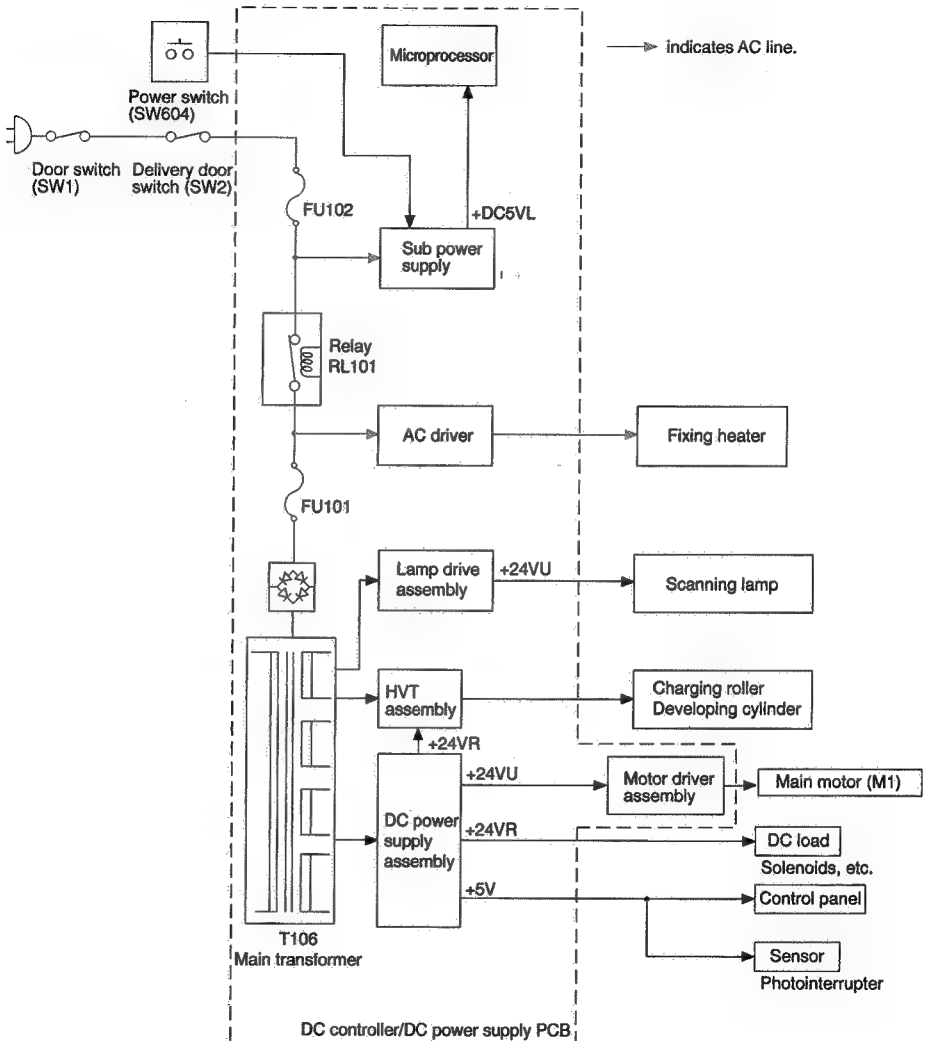 indicates AC line.
Microprocessor
Power switch
(SW604)
Door switch
(SW1)
Delivery door
switch (SW2)
FU102
+DC5VL
Sub power
supply
Relay
RL101
AC driver
Fixing heater
FU101
Lamp drive
assembly
+24VU
Scanning lamp
HVT
assembly
Charging roller
Developing cylinder
+24VR
+24VU
Motor driver
assembly
Main motor (M1)
DC power
supply
assembly
+24VR
DC load
Solenoids, etc.
+5V
Control panel
T106
Main transformer
Sensor
Photointerrupter
DC controller/DC power supply PCB